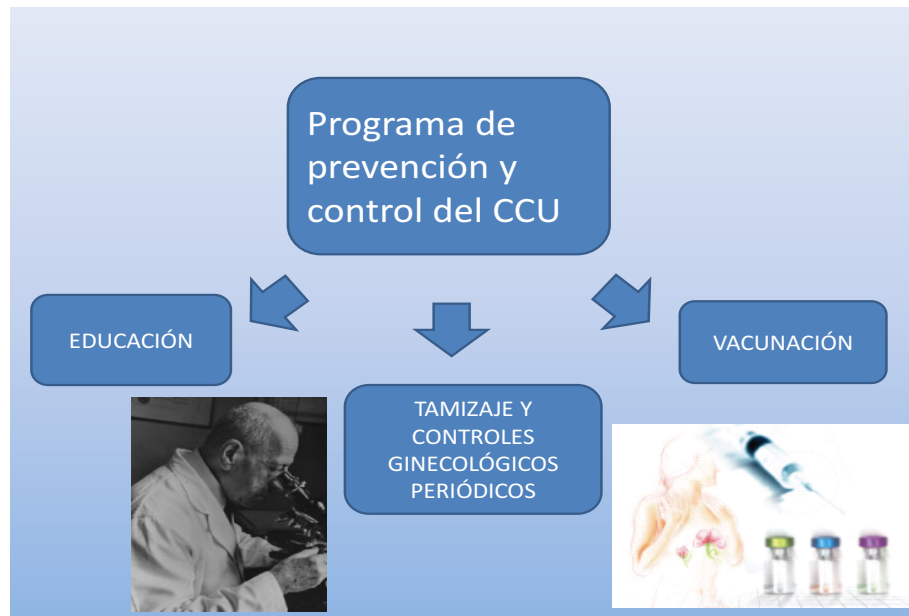 Programa de
prevención y
control del CCU
EDUCACIÓN
TAMIZAJE Y
CONTROLES
GINECOLÓGICOS
PERIÓDICOS
VACUNACIÓN